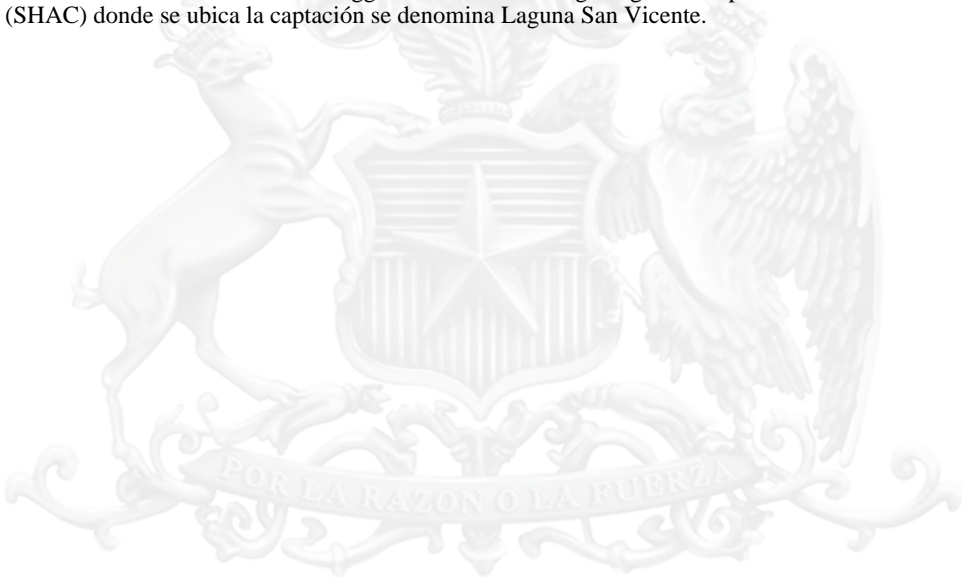 (SHAC) donde se ubica la captación se denomina Laguna San Vicente.
POR LA RAZON O LA FUERZA